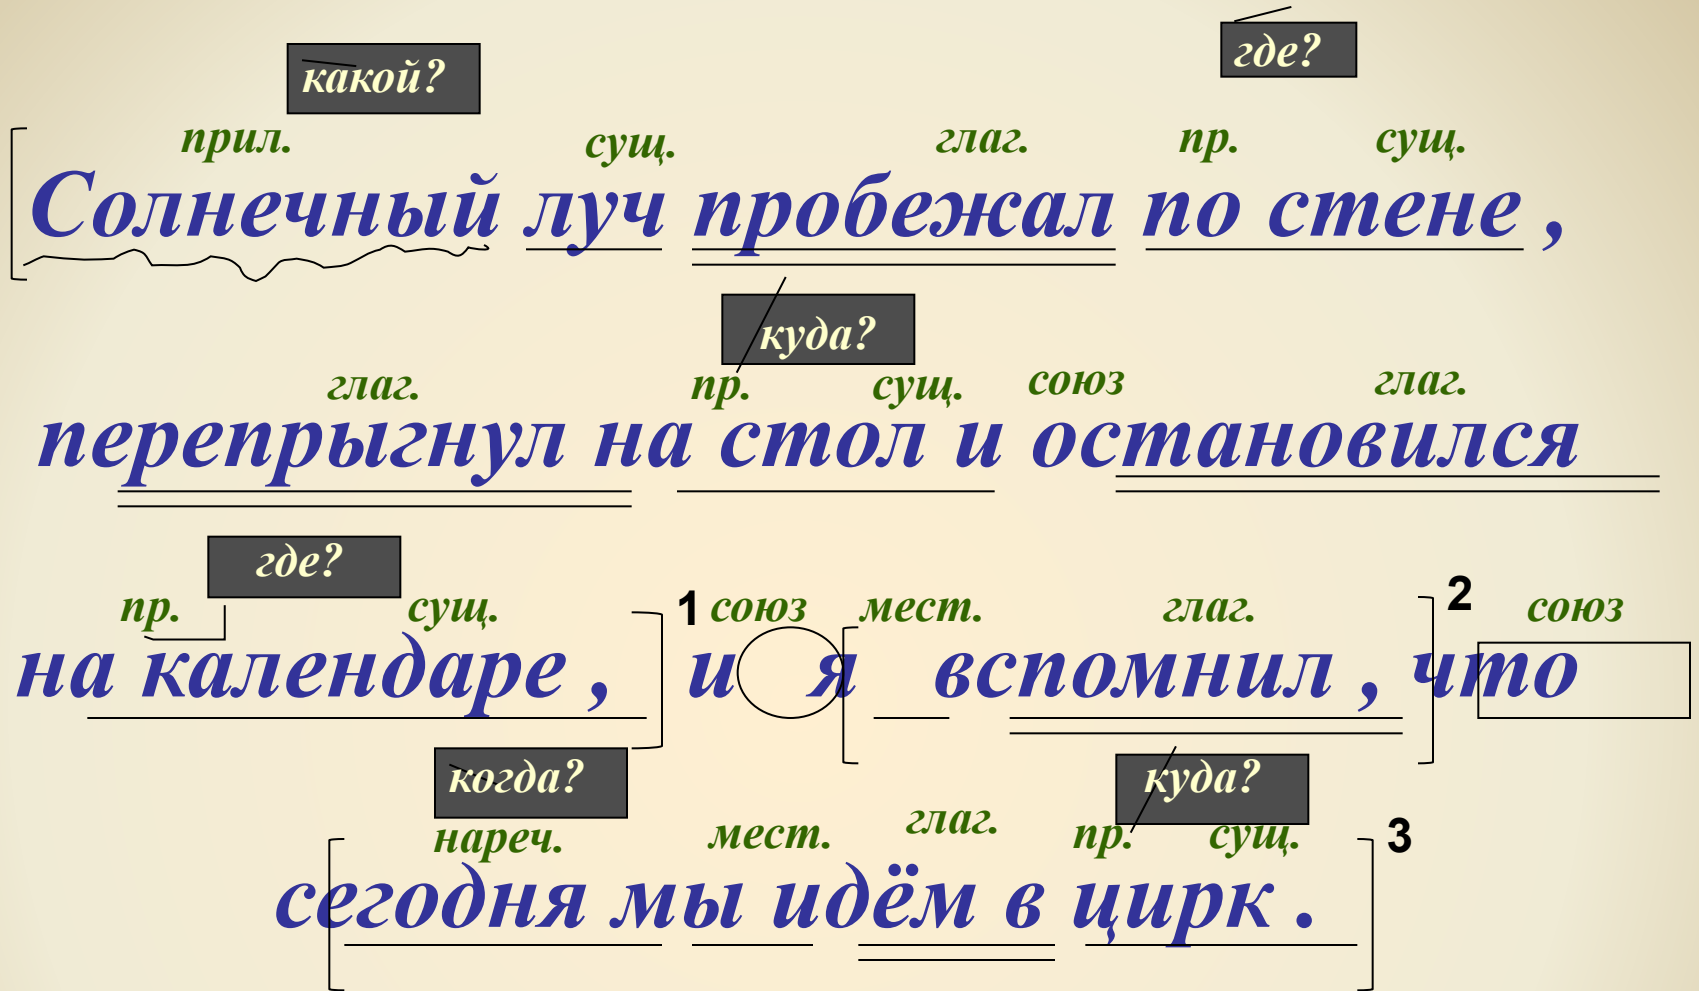 какой? где?
прил. сущ. глаг. пр. сущ.
Солнечный луч пробежал по стене ,
куда?
глаг. пр. сущ. союз глаг.
перепрыгнул на стол и остановился
где?
пр. сущ. 1 союз мест. глаг. 2 союз
на календаре , и я вспомнил , что
когда? куда?
нареч. мест. глаг. пр. сущ. 3
сегодня мы идём в цирк .